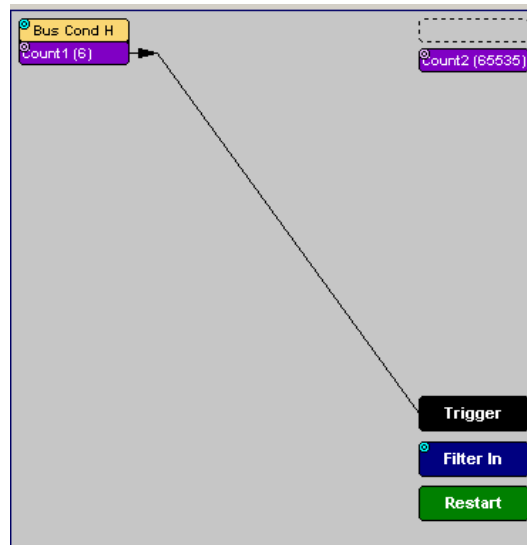 Bus Cond H
Count1 (6)
Count2 (65535)
Trigger
Filter In
Restart